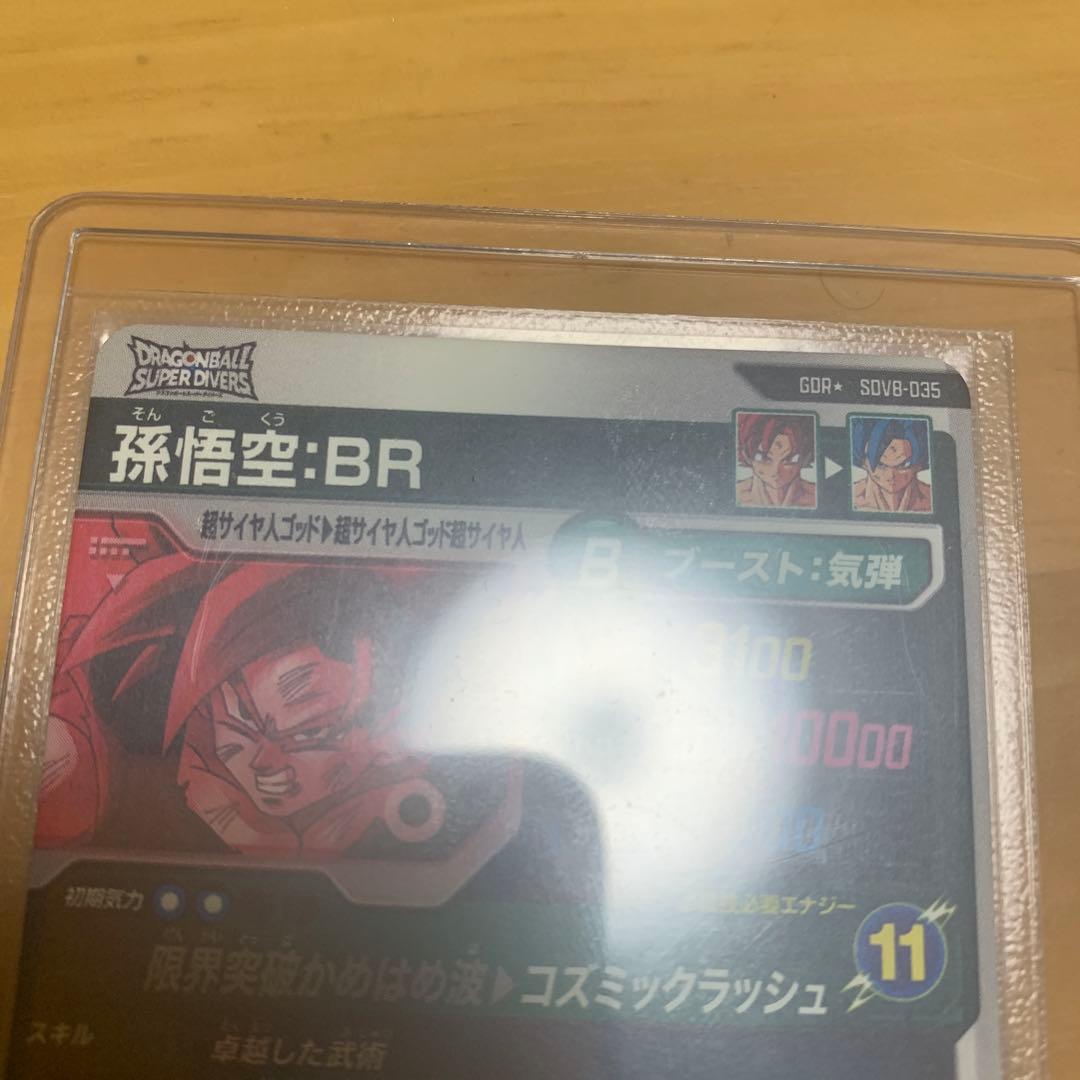 DRAGONBALL
SUPER DIVERS
GDR★ SDV8-035
そん ご くう
孫悟空:BR
超サイヤ人ゴッド▶超サイヤ人ゴッド超サイヤ人
B ブースト:気弾
3100
10000
初期気力
必要エナジー
11
限界突破かめはめ波▶コズミックラッシュ
スキル
卓越した武術